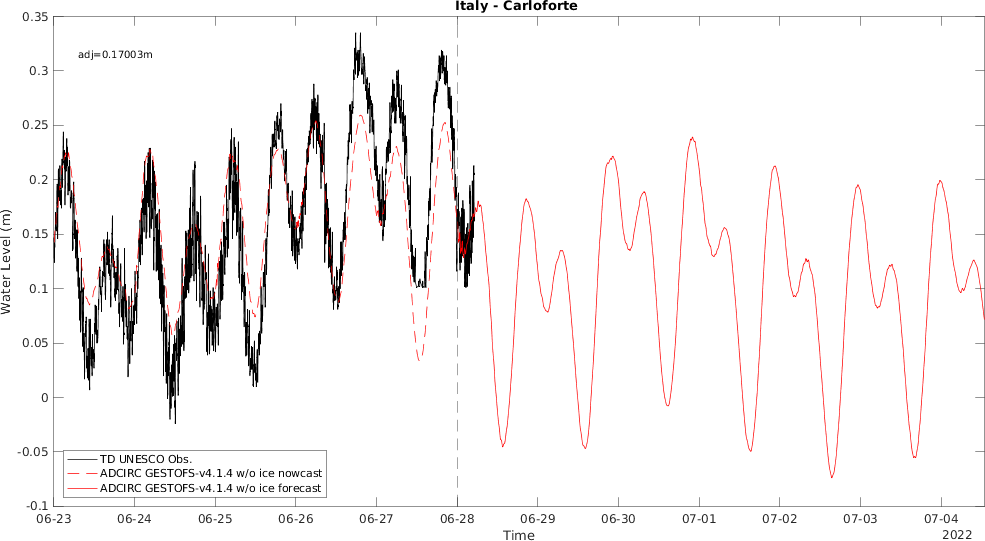 Italy - Carloforte
adj=0.17003m
0.35
0.3
0.25
0.2
0.15
0.1
0.05
0
-0.05
-0.1
Water Level (m)
TD UNESCO Obs.
ADCIRC GESTOFS-v4.1.4 w/o ice nowcast
ADCIRC GESTOFS-v4.1.4 w/o ice forecast
06-23 06-24 06-25 06-26 06-27 06-28 06-29 06-30 07-01 07-02 07-03 07-04
Time
2022